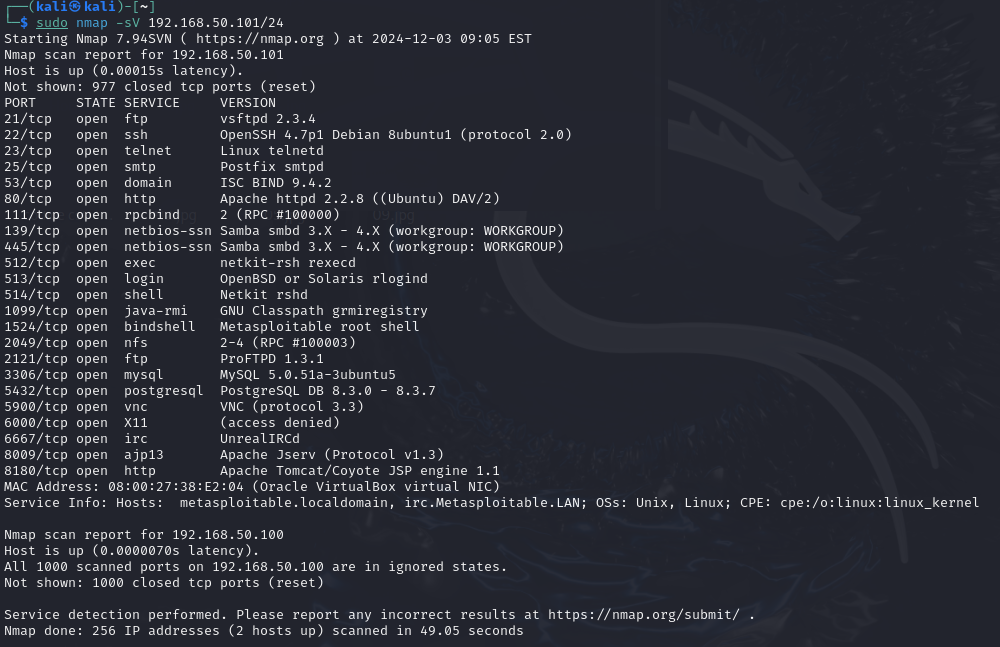 ┌──(kali㉿kali)-[~]
└─$ sudo nmap -sV 192.168.50.101/24
Starting Nmap 7.94SVN ( https://nmap.org ) at 2024-12-03 09:05 EST
Nmap scan report for 192.168.50.101
Host is up (0.00015s latency).
Not shown: 977 closed tcp ports (reset)
PORT     STATE SERVICE     VERSION
21/tcp   open  ftp         vsftpd 2.3.4
22/tcp   open  ssh         OpenSSH 4.7p1 Debian 8ubuntu1 (protocol 2.0)
23/tcp   open  telnet      Linux telnetd
25/tcp   open  smtp        Postfix smtpd
53/tcp   open  domain      ISC BIND 9.4.2
80/tcp   open  http        Apache httpd 2.2.8 ((Ubuntu) DAV/2)
111/tcp  open  rpcbind     2 (RPC #100000)
139/tcp  open  netbios-ssn Samba smbd 3.X - 4.X (workgroup: WORKGROUP)
445/tcp  open  netbios-ssn Samba smbd 3.X - 4.X (workgroup: WORKGROUP)
512/tcp  open  exec        netkit-rsh rexecd
513/tcp  open  login       OpenBSD or Solaris rlogind
514/tcp  open  shell       Netkit rshd
1099/tcp open  java-rmi    GNU Classpath grmiregistry
1524/tcp open  bindshell   Metasploitable root shell
2049/tcp open  nfs         2-4 (RPC #100003)
2121/tcp open  ftp         ProFTPD 1.3.1
3306/tcp open  mysql       MySQL 5.0.51a-3ubuntu5
5432/tcp open  postgresql  PostgreSQL DB 8.3.0 - 8.3.7
5900/tcp open  vnc         VNC (protocol 3.3)
6000/tcp open  X11         (access denied)
6667/tcp open  irc         UnrealIRCd
8009/tcp open  ajp13       Apache Jserv (Protocol v1.3)
8180/tcp open  http        Apache Tomcat/Coyote JSP engine 1.1
MAC Address: 08:00:27:38:E2:04 (Oracle VirtualBox virtual NIC)
Service Info: Hosts:  metasploitable.localdomain, irc.Metasploitable.LAN; OSs: Unix, Linux; CPE: cpe:/o:linux:linux_kernel

Nmap scan report for 192.168.50.100
Host is up (0.0000070s latency).
All 1000 scanned ports on 192.168.50.100 are in ignored states.
Not shown: 1000 closed tcp ports (reset)

Service detection performed. Please report any incorrect results at https://nmap.org/submit/ .
Nmap done: 256 IP addresses (2 hosts up) scanned in 49.05 seconds